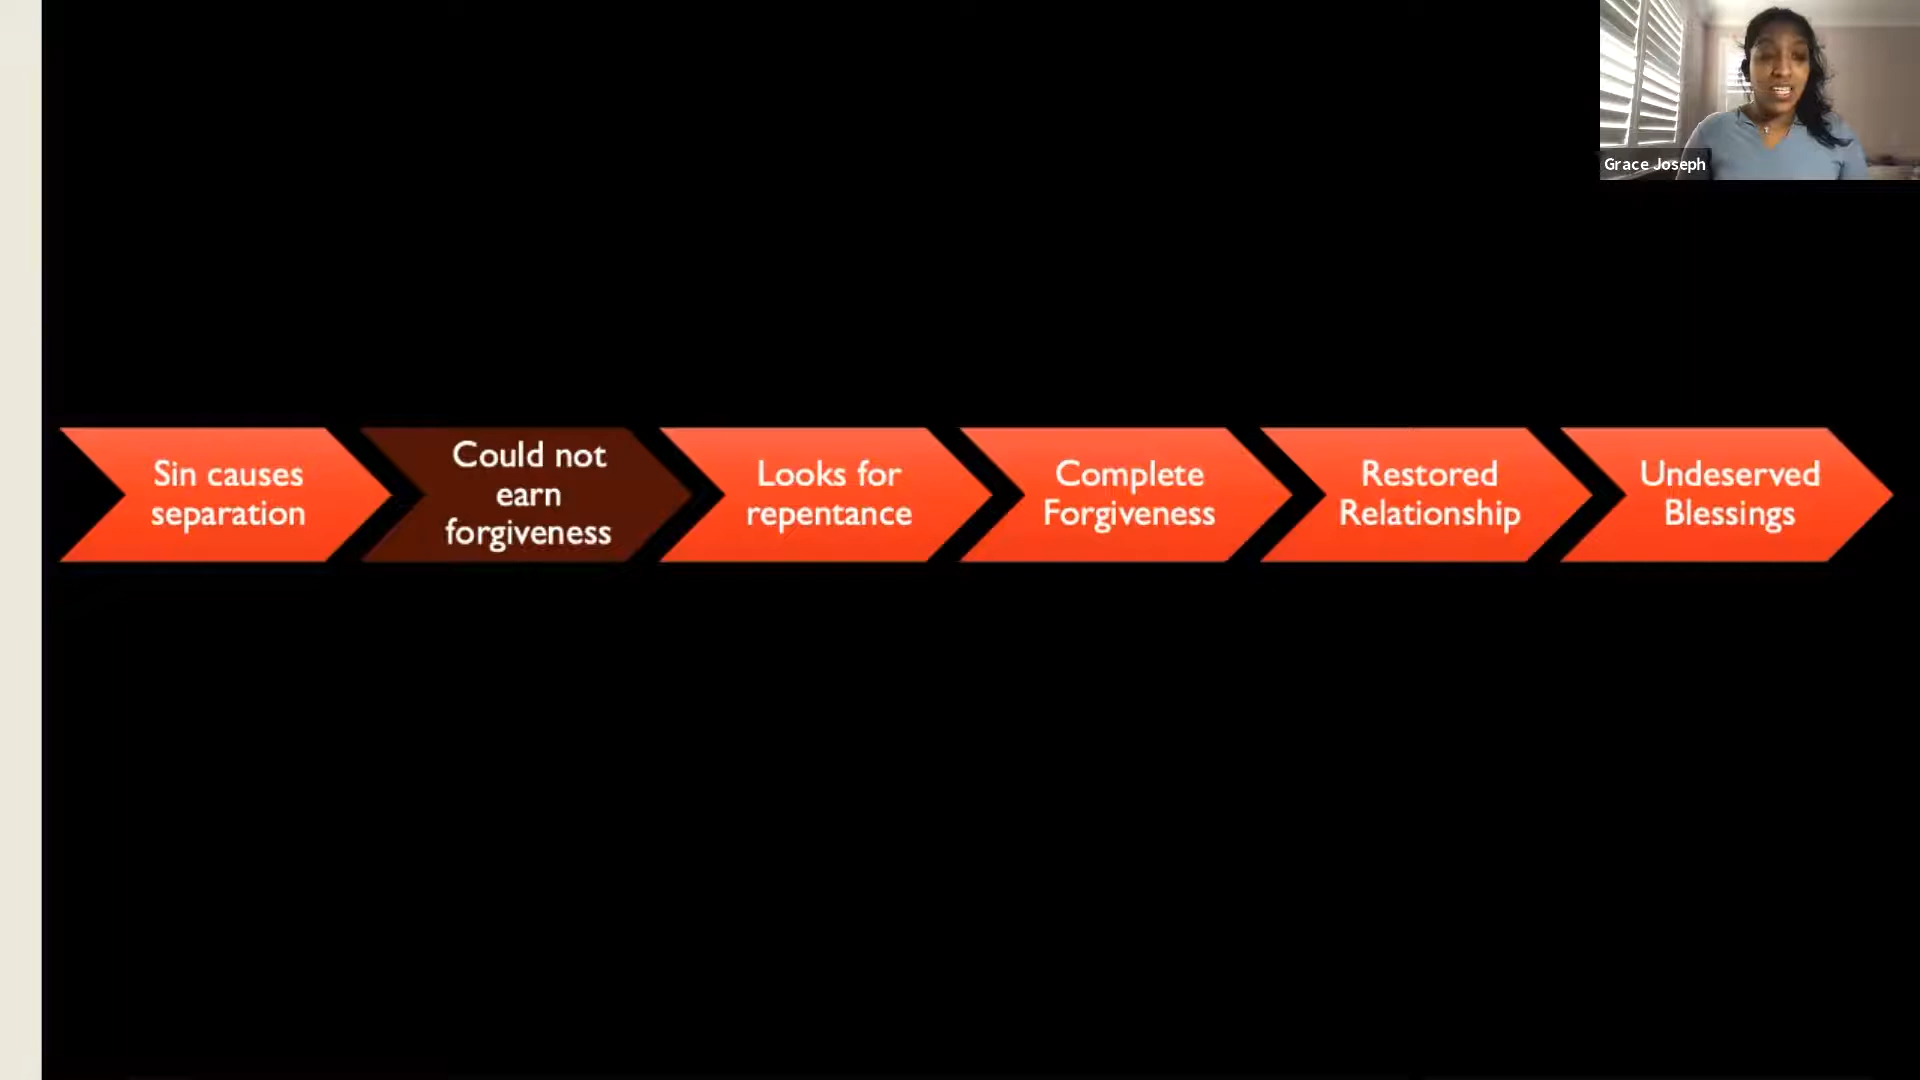 Grace Joseph
Sin causes
separation
Could not
earn
forgiveness
Looks for
repentance
Complete
Forgiveness
Restored
Relationship
Undeserved
Blessings